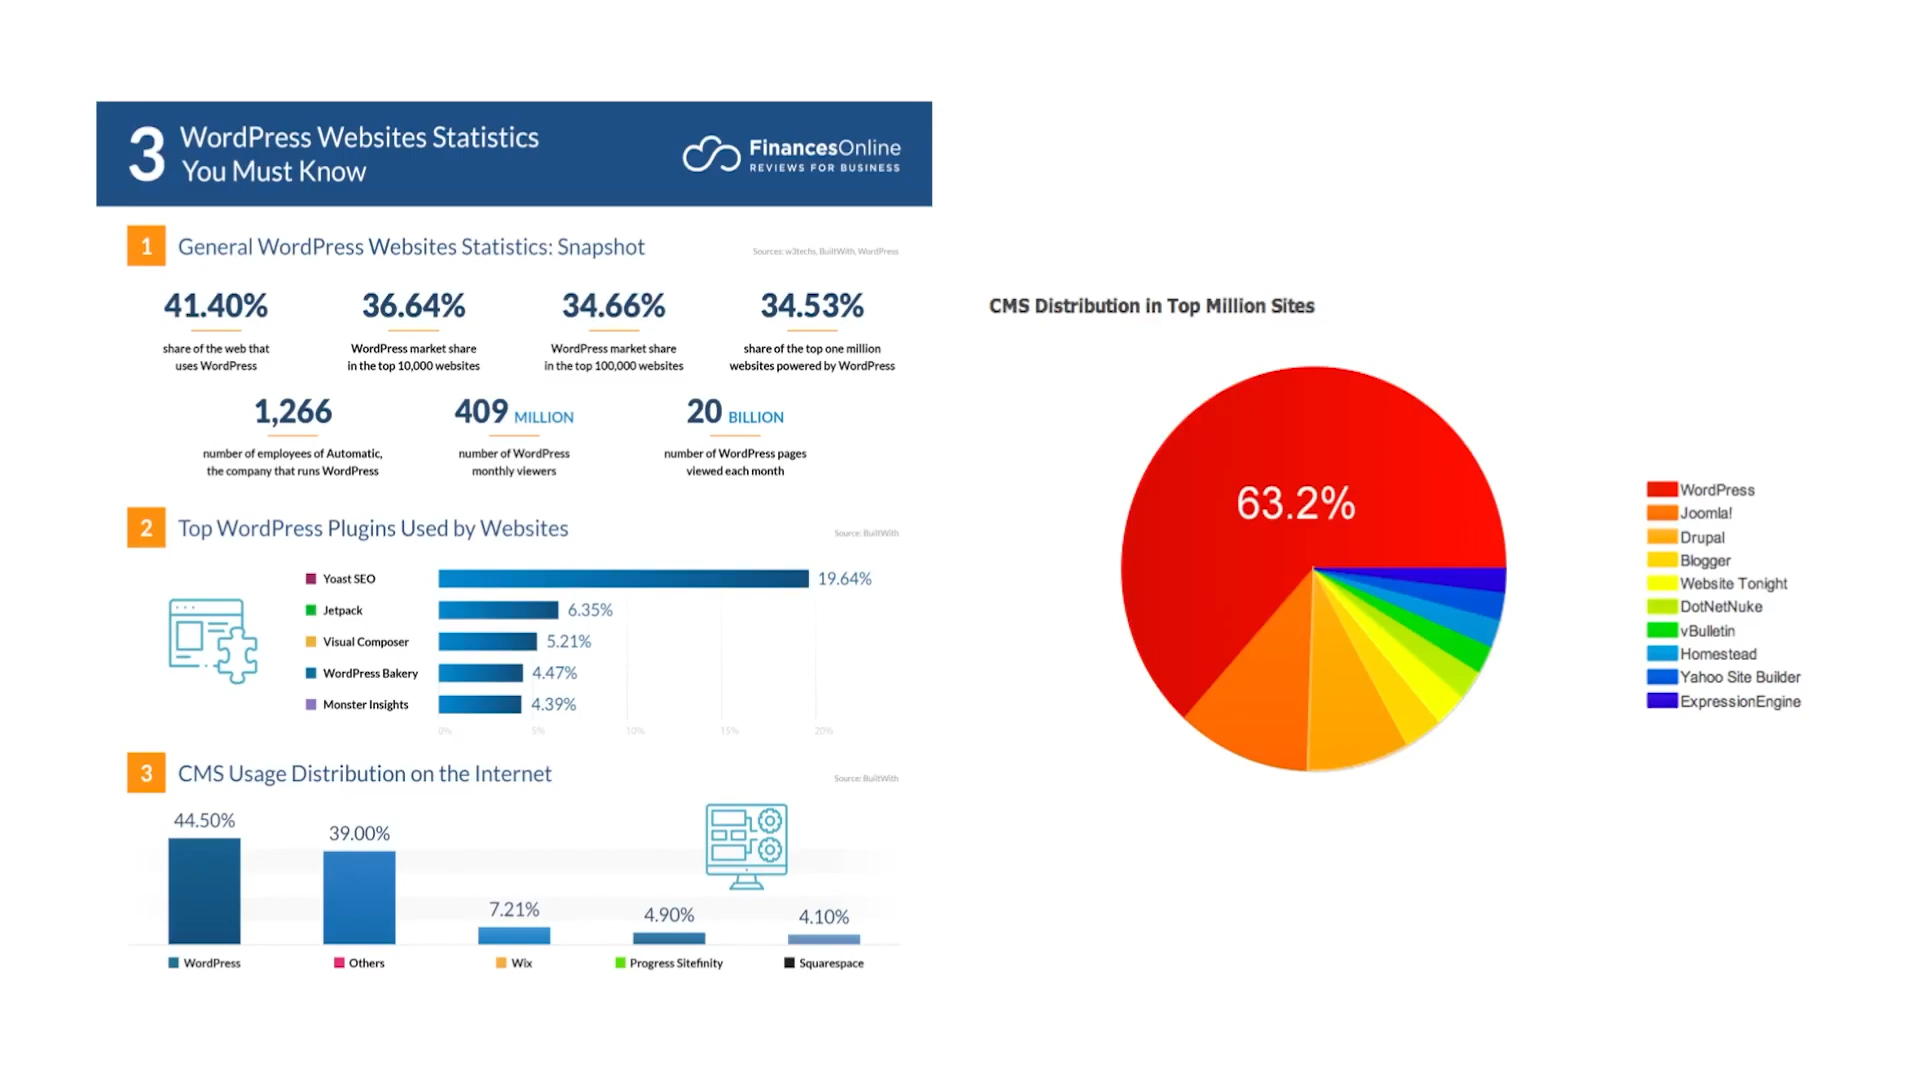 3
WordPress Websites Statistics
You Must Know
FinancesOnline
REVIEWS FOR BUSINESS
1
General WordPress Websites Statistics: Snapshot
Sources: w3techs, BuiltWith, WordPress
41.40%
share of the web that
uses WordPress
36.64%
WordPress market share
in the top 10,000 websites
34.66%
WordPress market share
in the top 100,000 websites
34.53%
share of the top one million
websites powered by WordPress
1,266
number of employees of Automatic,
the company that runs WordPress
409 MILLION
number of WordPress
monthly viewers
20 BILLION
number of WordPress pages
viewed each month
2
Top WordPress Plugins Used by Websites
Source: BuiltWith
Yoast SEO 19.64%
Jetpack 6.35%
Visual Composer 5.21%
WordPress Bakery 4.47%
Monster Insights 4.39%
0% 5% 10% 15% 20%
3
CMS Usage Distribution on the Internet
Source: BuiltWith
44.50% 39.00% 7.21% 4.90% 4.10%
WordPress Others Wix Progress Sitefinity Squarespace
CMS Distribution in Top Million Sites
63.2%
WordPress
Joomla!
Drupal
Blogger
Website Tonight
DotNetNuke
vBulletin
Homestead
Yahoo Site Builder
ExpressionEngine